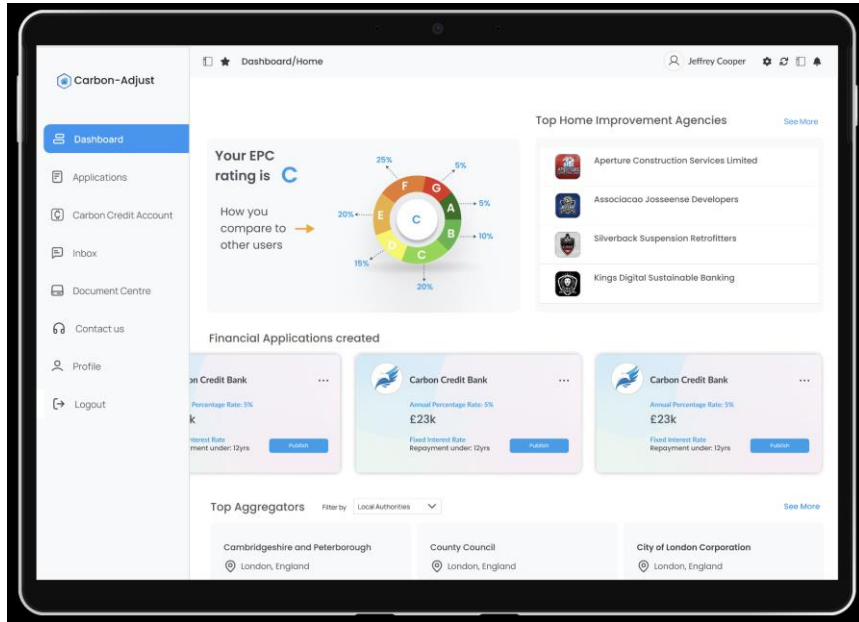 Carbon-Adjust
Dashboard/Home
Jeffrey Cooper
Dashboard
Applications
Carbon Credit Account
Inbox
Document Centre
Contact us
Profile
Logout
Your EPC
rating is C
How you
compare to
other users
25%
5%
5%
10%
20%
15%
20%
F
G
A
B
C
D
E
C
Top Home Improvement Agencies
See More
Aperture Construction Services Limited
Associacao Josseense Developers
Silverback Suspension Retrofitters
Kings Digital Sustainable Banking
Financial Applications created
on Credit Bank
Percentage Rate: 5%
k
nterest Rate
ment under: 12yrs
Publish
Carbon Credit Bank
Annual Percentage Rate: 5%
£23k
Fixed Interest Rate
Repayment under: 12yrs
Publish
Carbon Credit Bank
Annual Percentage Rate: 5%
£23k
Fixed Interest Rate
Repayment under: 12yrs
Publish
Top Aggregators
Filter by
Local Authorities
See More
Cambridgeshire and Peterborough
London, England
County Council
London, England
City of London Corporation
London, England